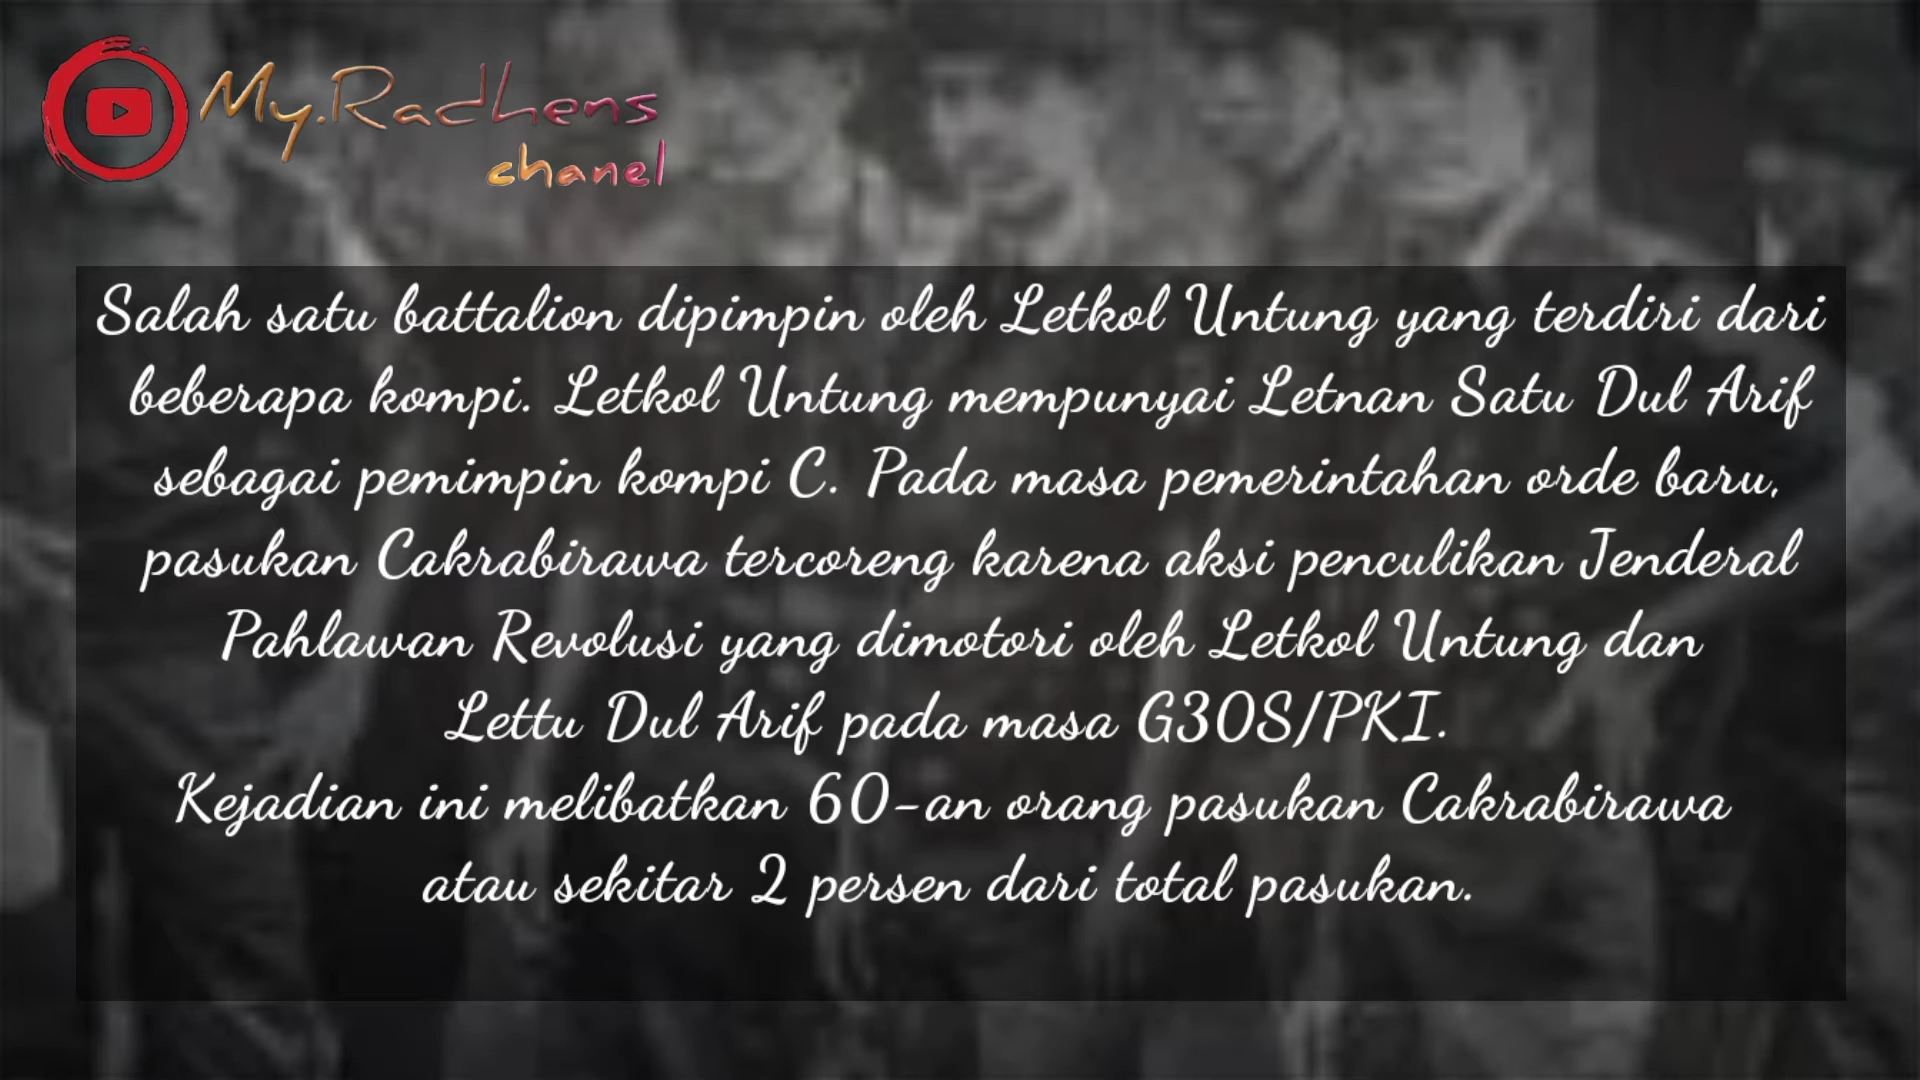 My.Radhens
chanel
Salah satu battalion dipimpin oleh Letkol Untung yang terdiri dari
beberapa kompi. Letkol Untung mempunyai Letnan Satu Dul Arif
sebagai pemimpin kompi C. Pada masa pemerintahan orde baru,
pasukan Cakrabirawa tercoreng karena aksi penculikan Jenderal
Pahlawan Revolusi yang dimotori oleh Letkol Untung dan
Lettu Dul Arif pada masa G30S/PKI.
Kejadian ini melibatkan 60-an orang pasukan Cakrabirawa
atau sekitar 2 persen dari total pasukan.